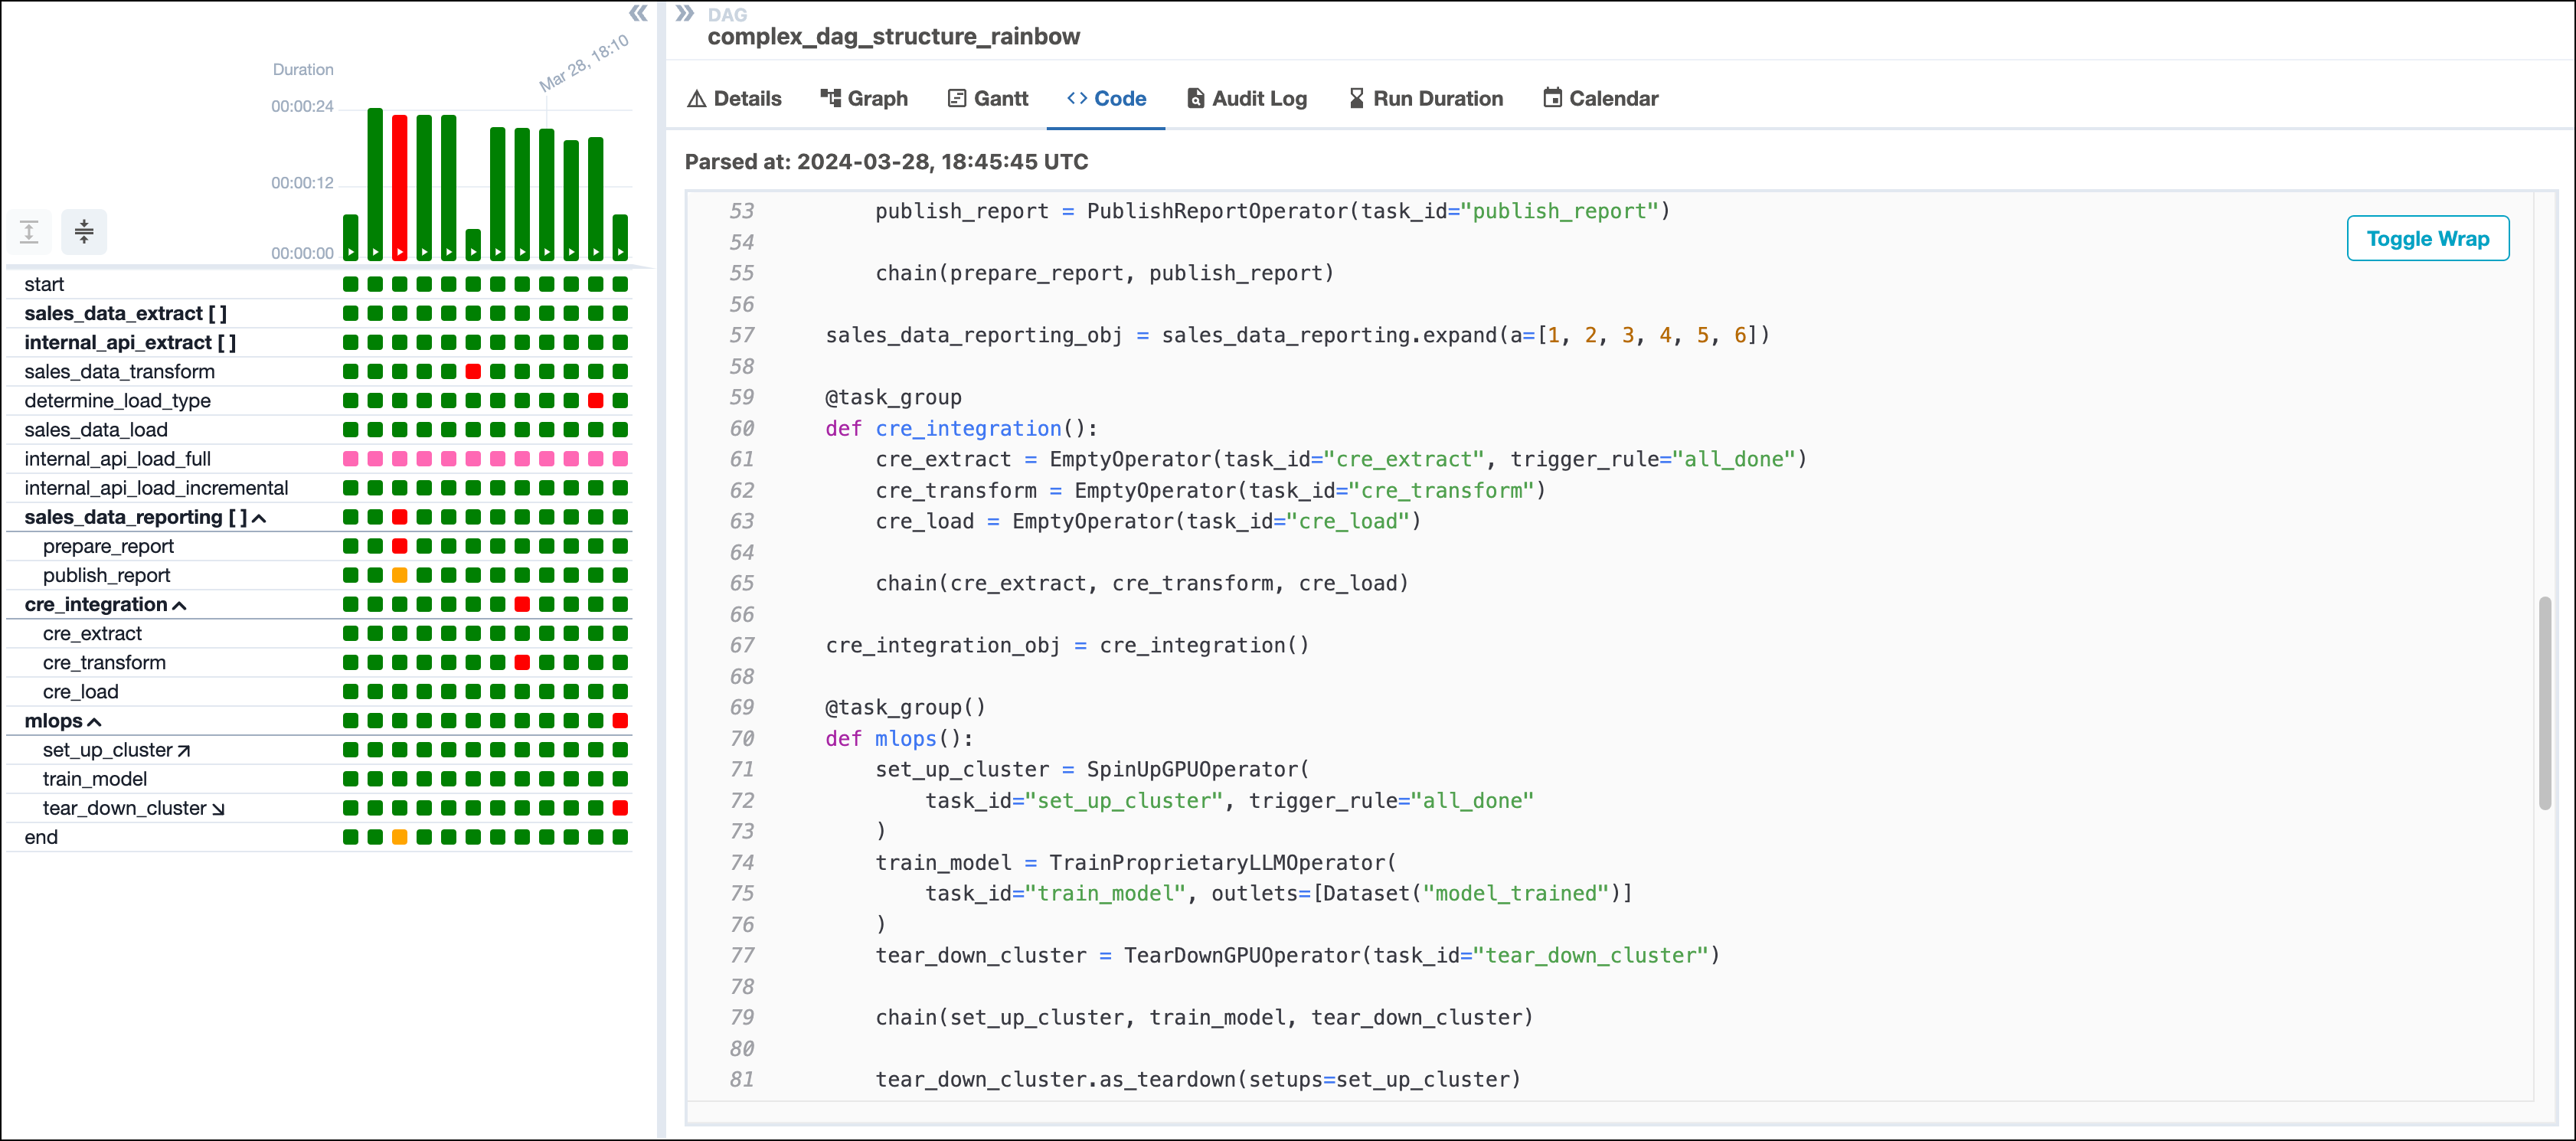 Duration
Mar 28, 18:10
00:00:24
00:00:12
00:00:00
start
sales_data_extract [ ]
internal_api_extract [ ]
sales_data_transform
determine_load_type
sales_data_load
internal_api_load_full
internal_api_load_incremental
sales_data_reporting [ ]
prepare_report
publish_report
cre_integration
cre_extract
cre_transform
cre_load
mlops
set_up_cluster
train_model
tear_down_cluster
end
DAG
complex_dag_structure_rainbow
Details Graph Gantt Code Audit Log Run Duration Calendar
Parsed at: 2024-03-28, 18:45:45 UTC
Toggle Wrap
53 publish_report = PublishReportOperator(task_id="publish_report")
54
55 chain(prepare_report, publish_report)
56
57 sales_data_reporting_obj = sales_data_reporting.expand(a=[1, 2, 3, 4, 5, 6])
58
59 @task_group
60 def cre_integration():
61 cre_extract = EmptyOperator(task_id="cre_extract", trigger_rule="all_done")
62 cre_transform = EmptyOperator(task_id="cre_transform")
63 cre_load = EmptyOperator(task_id="cre_load")
64
65 chain(cre_extract, cre_transform, cre_load)
66
67 cre_integration_obj = cre_integration()
68
69 @task_group()
70 def mlops():
71 set_up_cluster = SpinUpGPUOperator(
72 task_id="set_up_cluster", trigger_rule="all_done"
73 )
74 train_model = TrainProprietaryLLMOperator(
75 task_id="train_model", outlets=[Dataset("model_trained")]
76 )
77 tear_down_cluster = TearDownGPUOperator(task_id="tear_down_cluster")
78
79 chain(set_up_cluster, train_model, tear_down_cluster)
80
81 tear_down_cluster.as_teardown(setups=set_up_cluster)